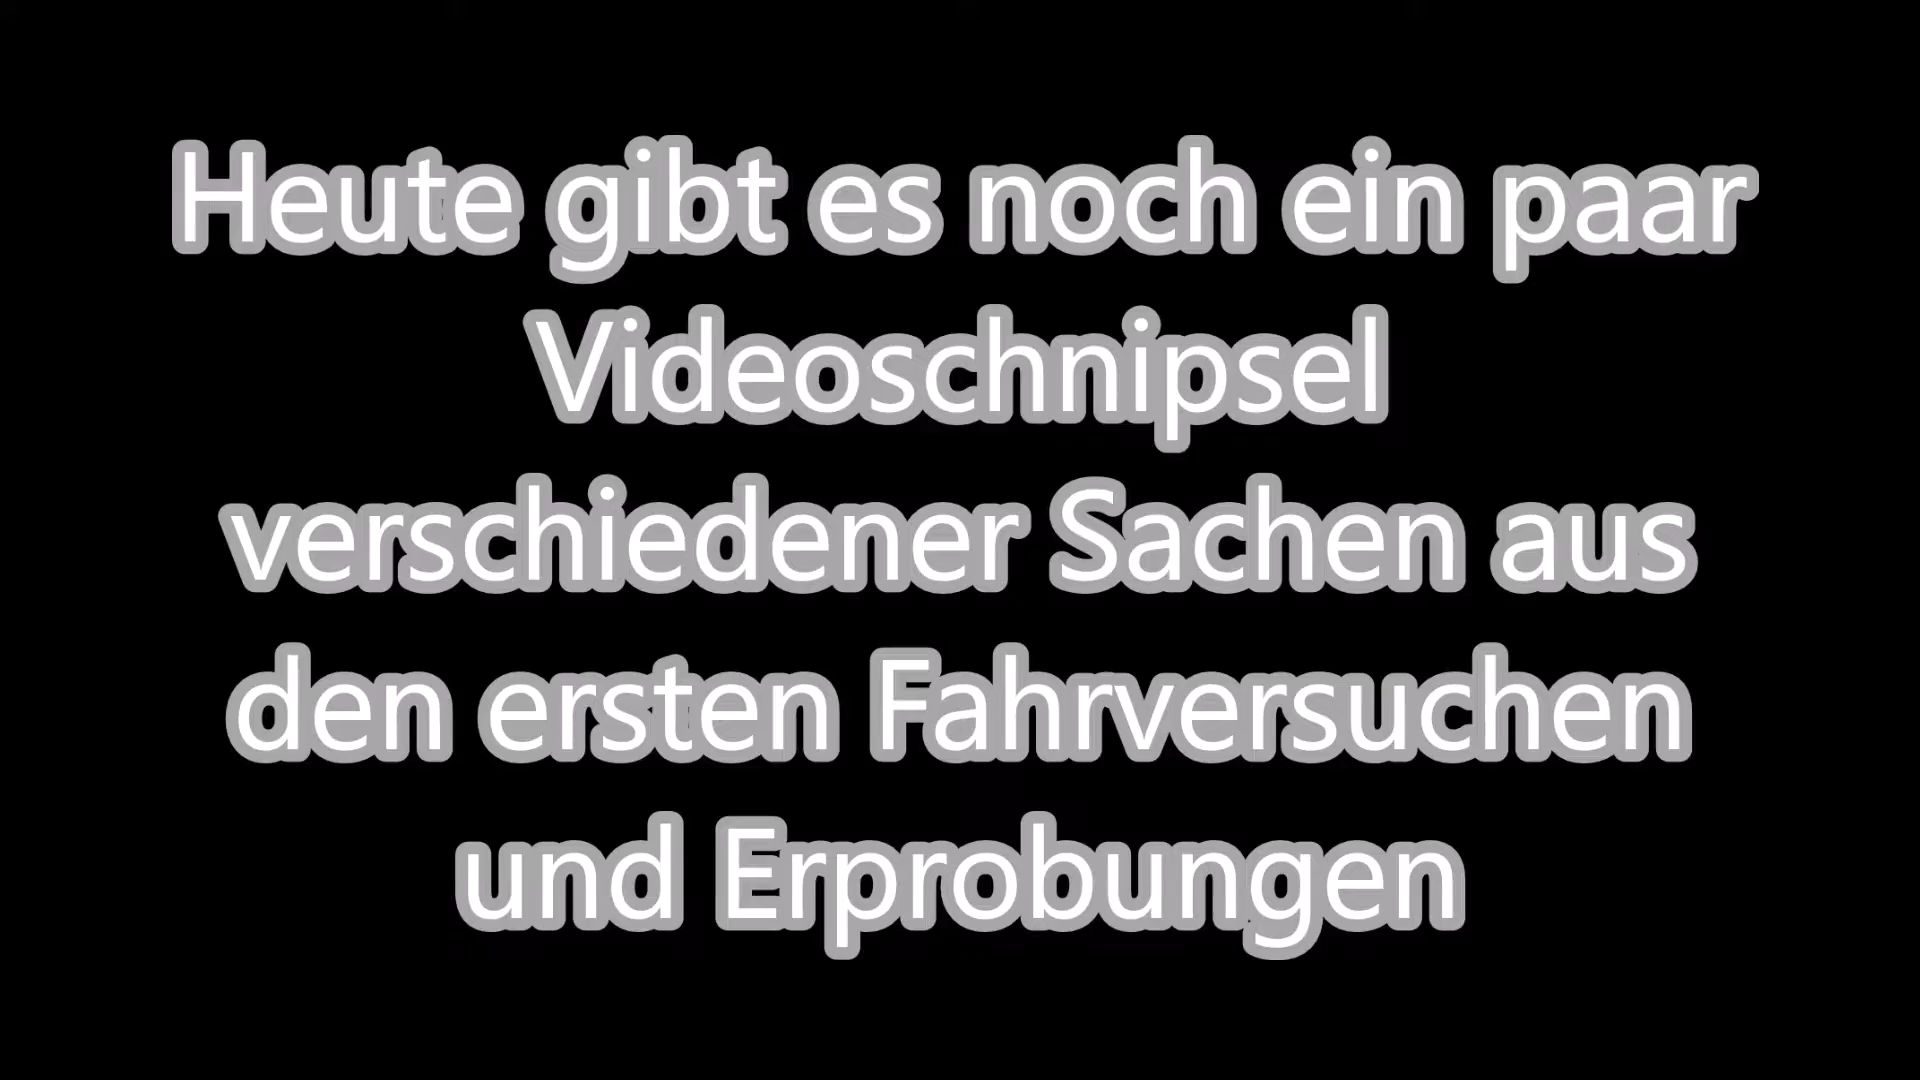 Heute gibt es noch ein paar
Videoschnipsel
verschiedener Sachen aus
den ersten Fahrversuchen
und Erprobungen